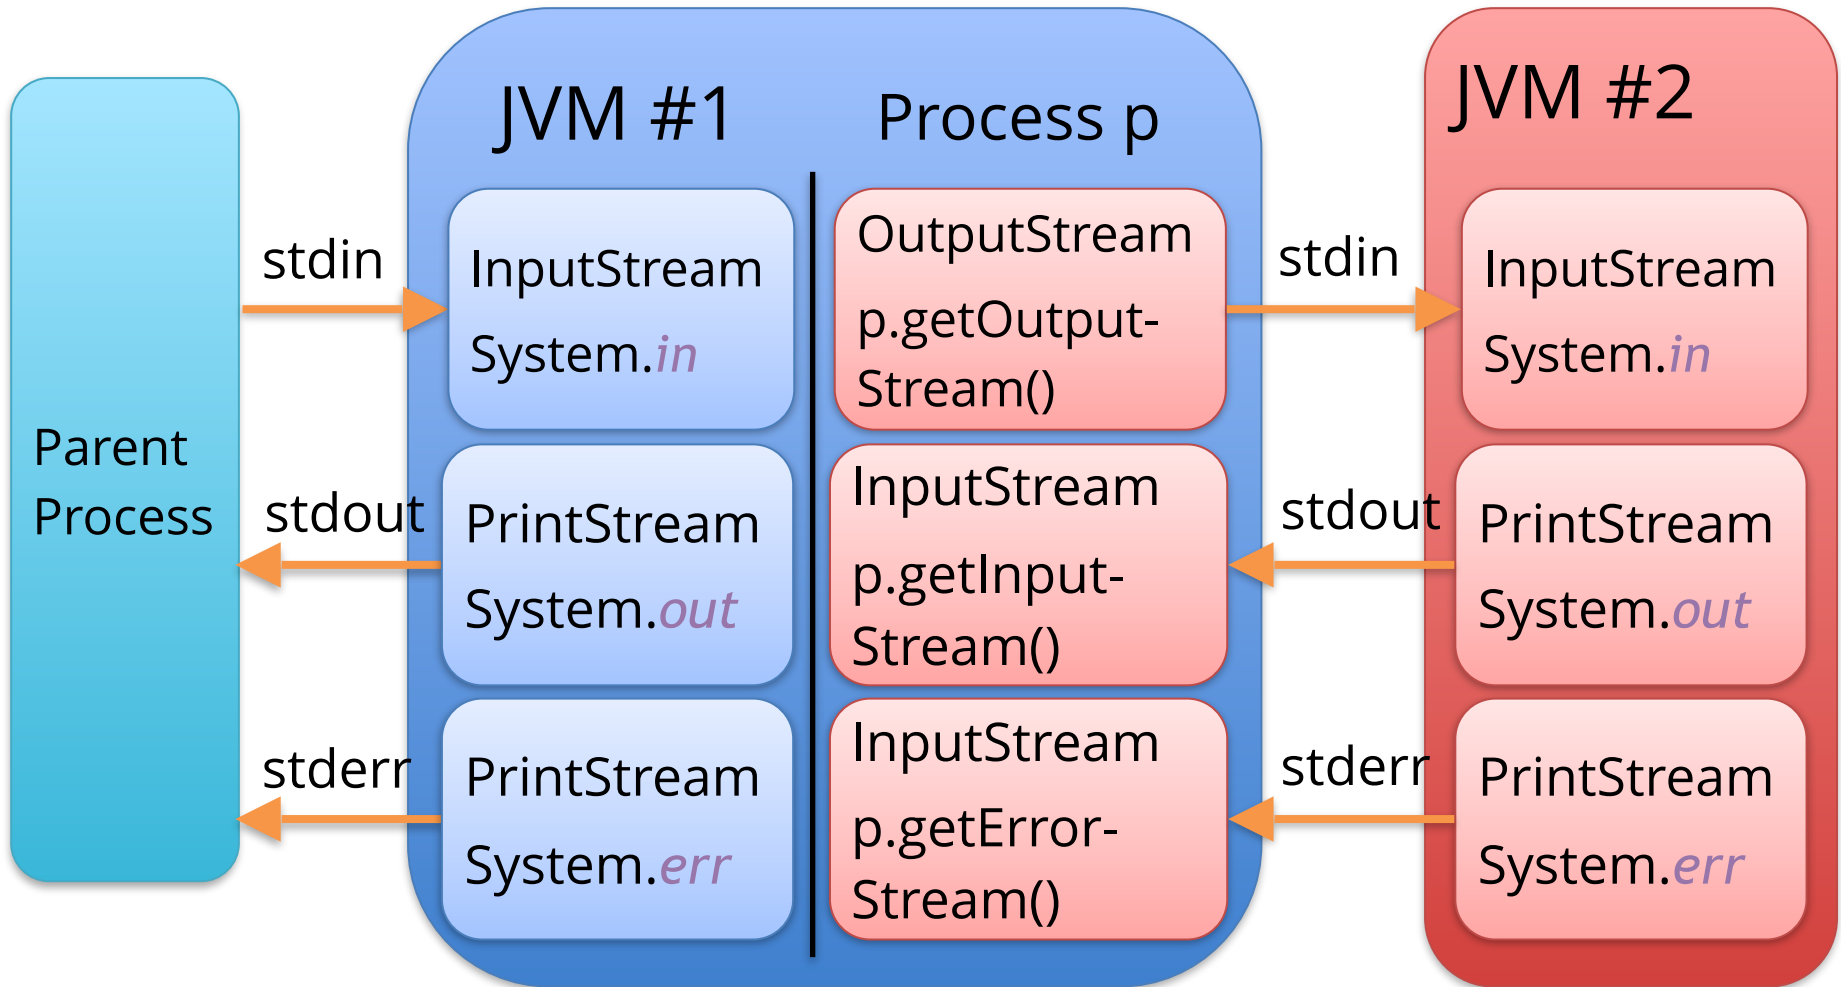 Parent
Process
stdin
stdout
stderr
JVM #1
InputStream
System.in
PrintStream
System.out
PrintStream
System.err
Process p
OutputStream
p.getOutput-
Stream()
InputStream
p.getInput-
Stream()
InputStream
p.getError-
Stream()
stdin
stdout
stderr
JVM #2
InputStream
System.in
PrintStream
System.out
PrintStream
System.err